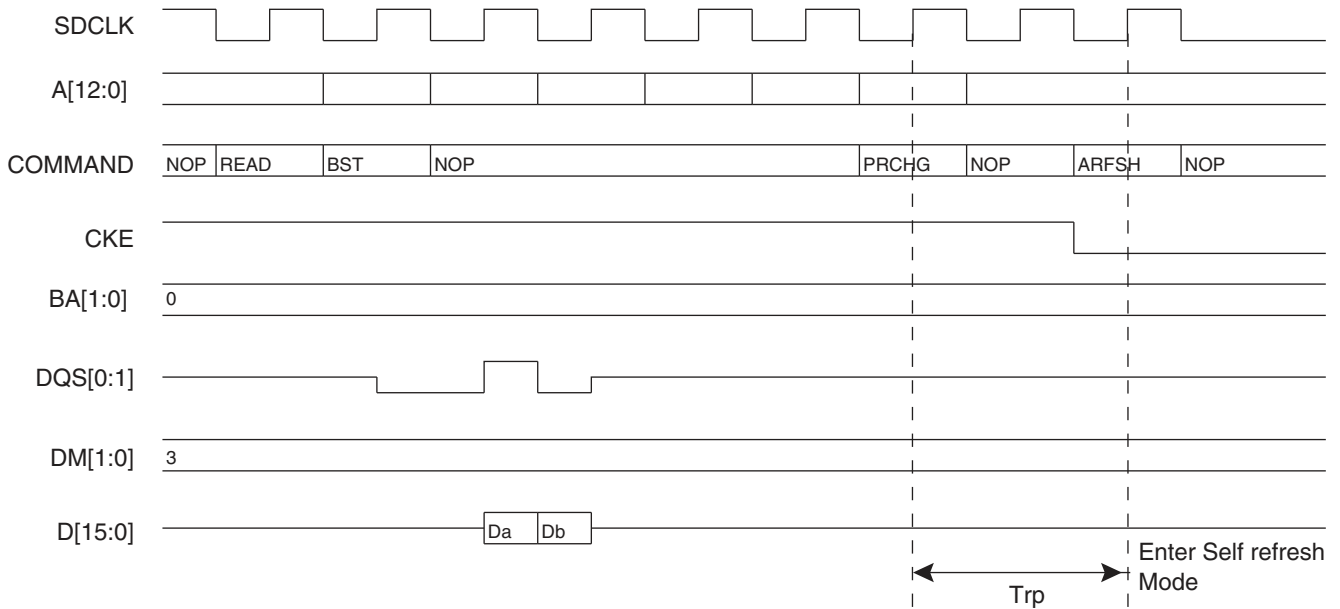 SDCLK
A[12:0]
COMMAND NOP READ BST NOP PRCHG NOP ARFSH NOP
CKE
BA[1:0] 0
DQS[0:1]
DM[1:0] 3
D[15:0] Da Db
Enter Self refresh
Mode
Trp